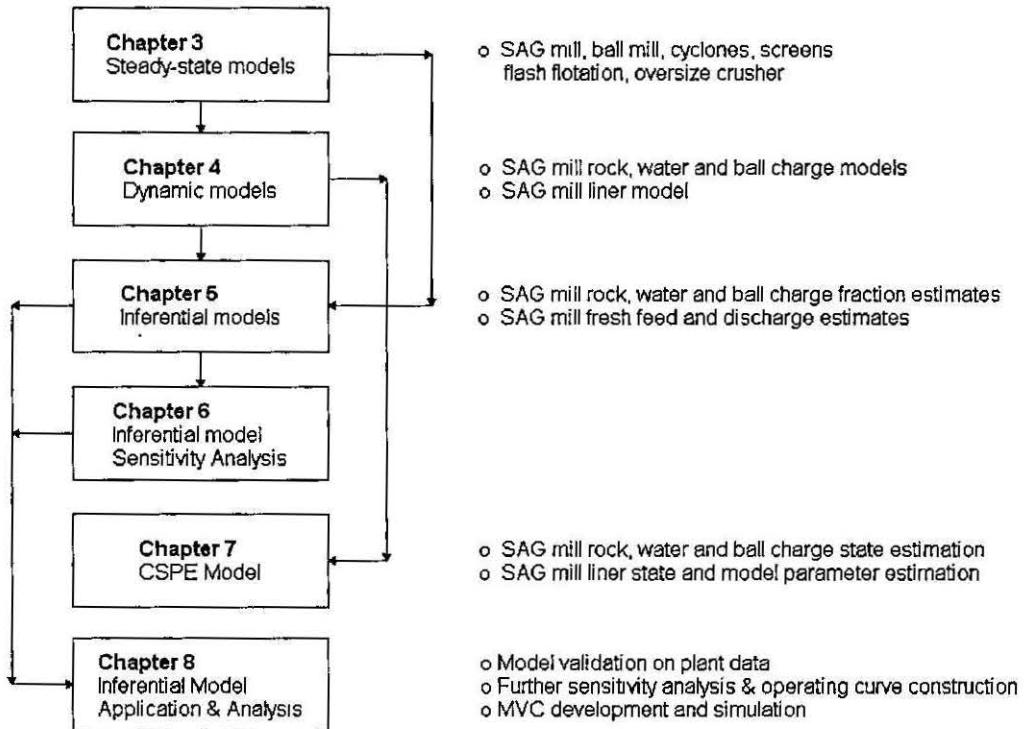 Chapter 3
Steady-state models
o SAG mill, ball mill, cyclones, screens
flash flotation, oversize crusher
Chapter 4
Dynamic models
o SAG mill rock, water and ball charge models
o SAG mill liner model
Chapter 5
Inferential models
o SAG mill rock, water and ball charge fraction estimates
o SAG mill fresh feed and discharge estimates
Chapter 6
Inferential model
Sensitivity Analysis
Chapter 7
CSPE Model
o SAG mill rock, water and ball charge state estimation
o SAG mill liner state and model parameter estimation
Chapter 8
Inferential Model
Application & Analysis
o Model validation on plant data
o Further sensitivity analysis & operating curve construction
o MVC development and simulation